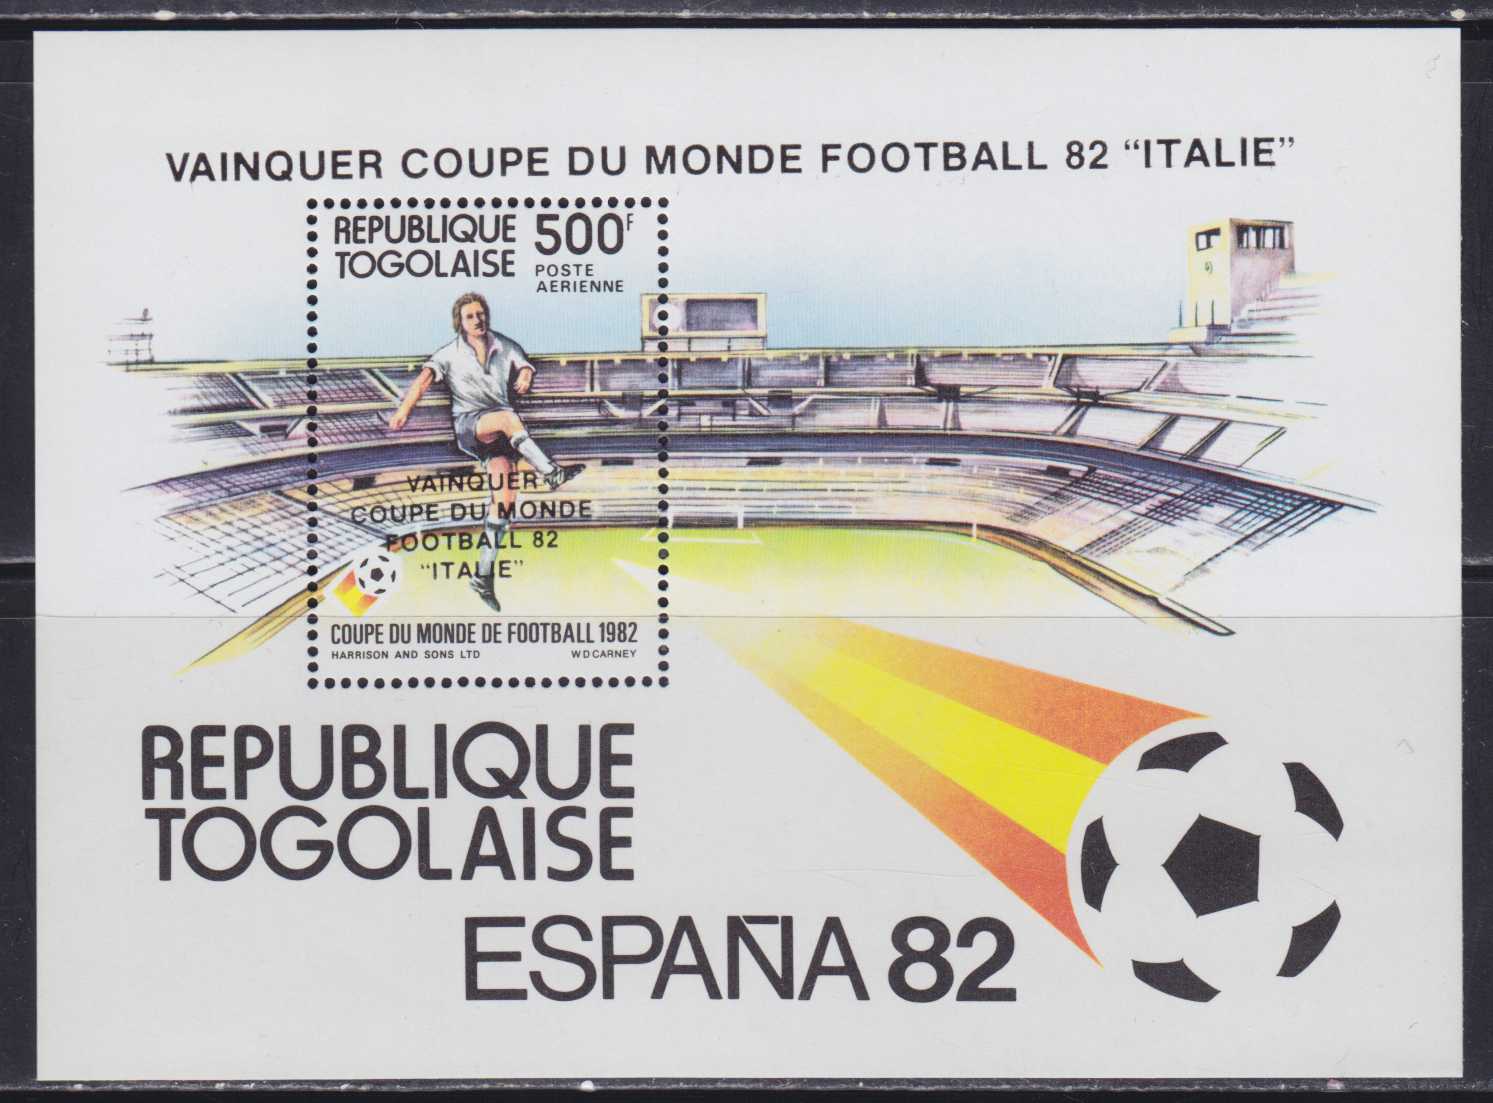 VAINQUER COUPE DU MONDE FOOTBALL 82 “ITALIE”
REPUBLIQUE 500F
TOGOLAISE POSTE
AERIENNE
VAINQUER
COUPE DU MONDE
FOOTBALL 82
“ITALIE”
COUPE DU MONDE DE FOOTBALL 1982
HARRISON AND SONS LTD W D CARNEY
REPUBLIQUE
TOGOLAISE
ESPAÑA 82